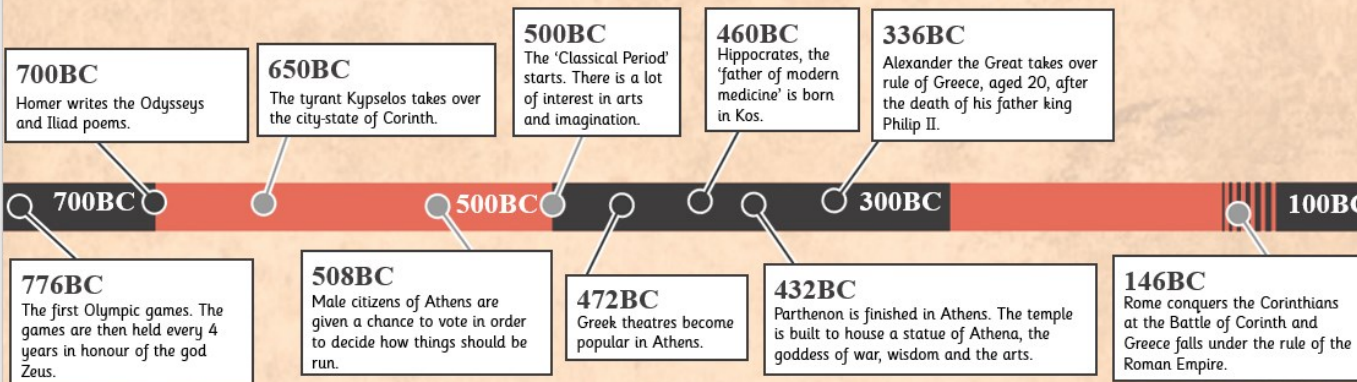 700BC
Homer writes the Odysseys
and Iliad poems.
650BC
The tyrant Kypselos takes over
the city-state of Corinth.
500BC
The ‘Classical Period’
starts. There is a lot
of interest in arts
and imagination.
460BC
Hippocrates, the
‘father of modern
medicine’ is born
in Kos.
336BC
Alexander the Great takes over
rule of Greece, aged 20, after
the death of his father king
Philip II.
700BC
500BC
300BC
100BC
776BC
The first Olympic games. The
games are then held every 4
years in honour of the god
Zeus.
508BC
Male citizens of Athens are
given a chance to vote in order
to decide how things should be
run.
472BC
Greek theatres become
popular in Athens.
432BC
Parthenon is finished in Athens. The temple
is built to house a statue of Athena, the
goddess of war, wisdom and the arts.
146BC
Rome conquers the Corinthians
at the Battle of Corinth and
Greece falls under the rule of the
Roman Empire.